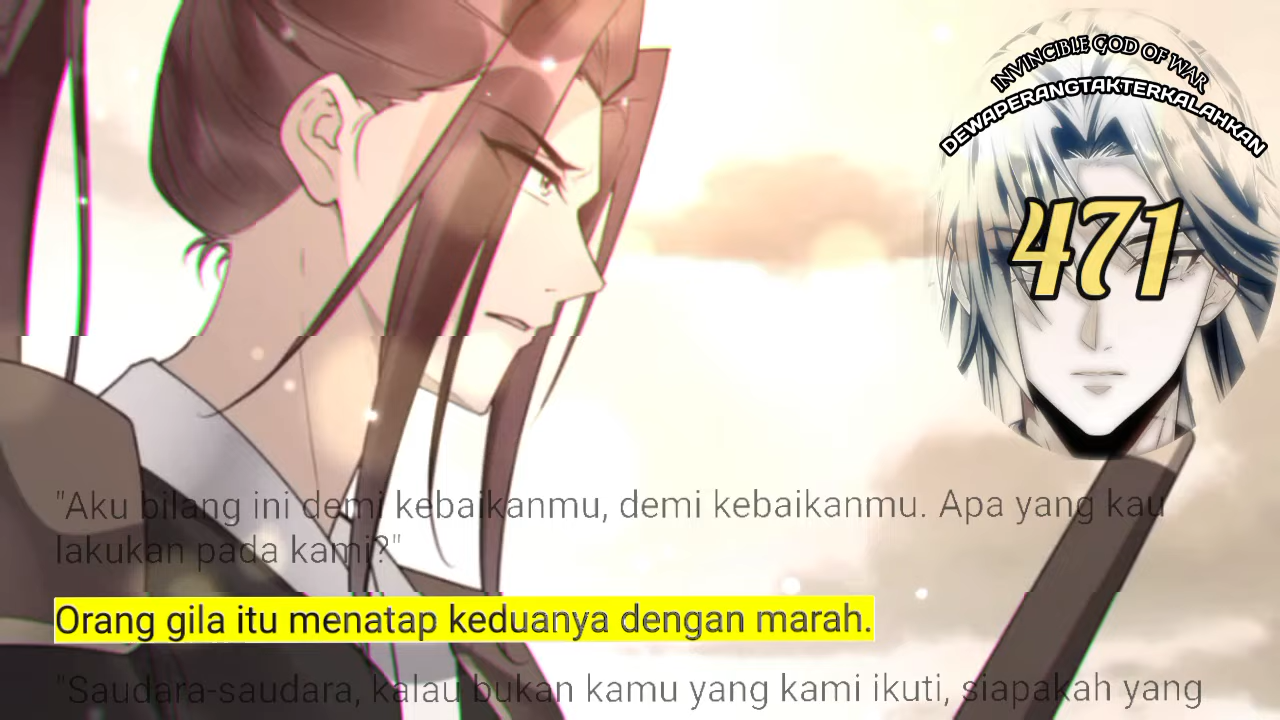 INVINCIBLE GOD OF WAR
DEWAPERANGTAKTERKALAHKAN
471
"Aku bilang ini demi kebaikanmu, demi kebaikanmu. Apa yang kau
lakukan pada kami?"
Orang gila itu menatap keduanya dengan marah.
"Saudara-saudara, kalau bukan kamu yang kami ikuti, siapakah yang